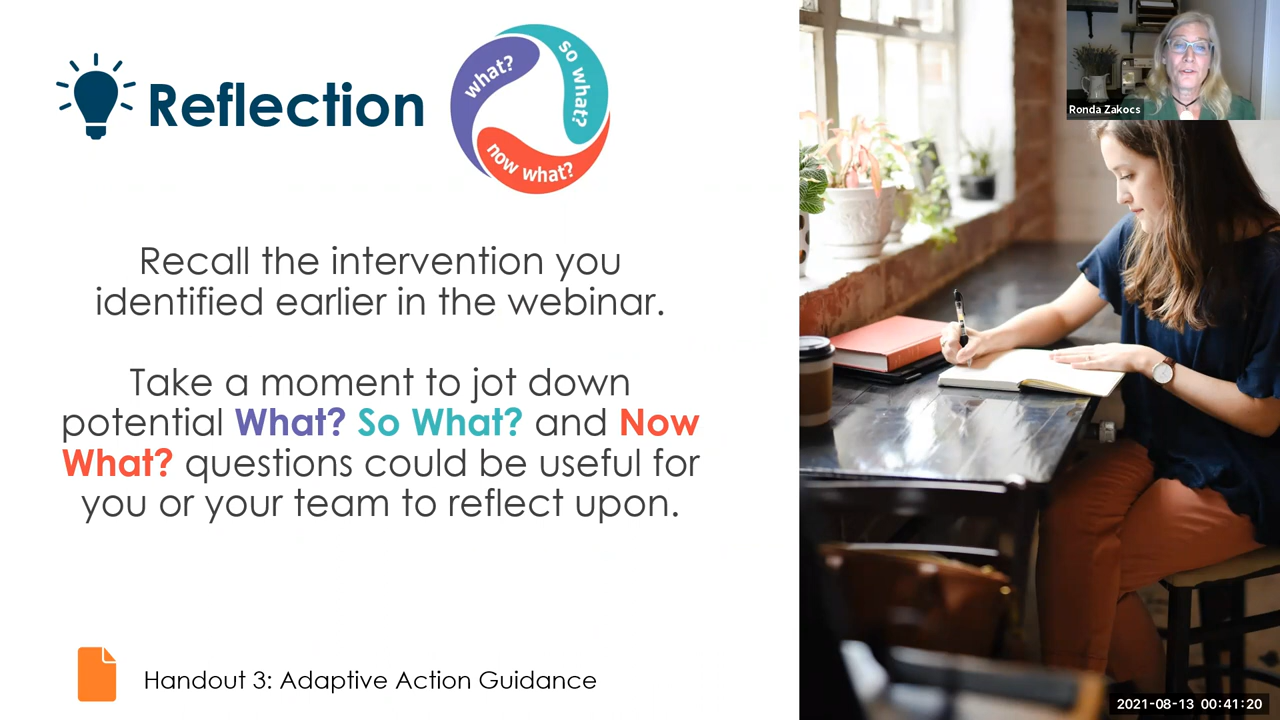 Reflection
what?
so what?
now what?
Recall the intervention you
identified earlier in the webinar.
Take a moment to jot down
potential What? So What? and Now
What? questions could be useful for
you or your team to reflect upon.
Handout 3: Adaptive Action Guidance
Ronda Zakocs
2021-08-13 00:41:20